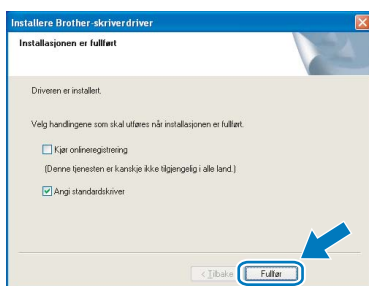 Installere Brother-skriverdriver
Installasjonen er fullført
Driveren er installert.
Velg handlingene som skal utføres når installasjonen er fullført.
Kjør onlineregistrering
(Denne tjenesten er kanskje ikke tilgjengelig i alle land.)
Angi standardskriver
< Tilbake Fullfør